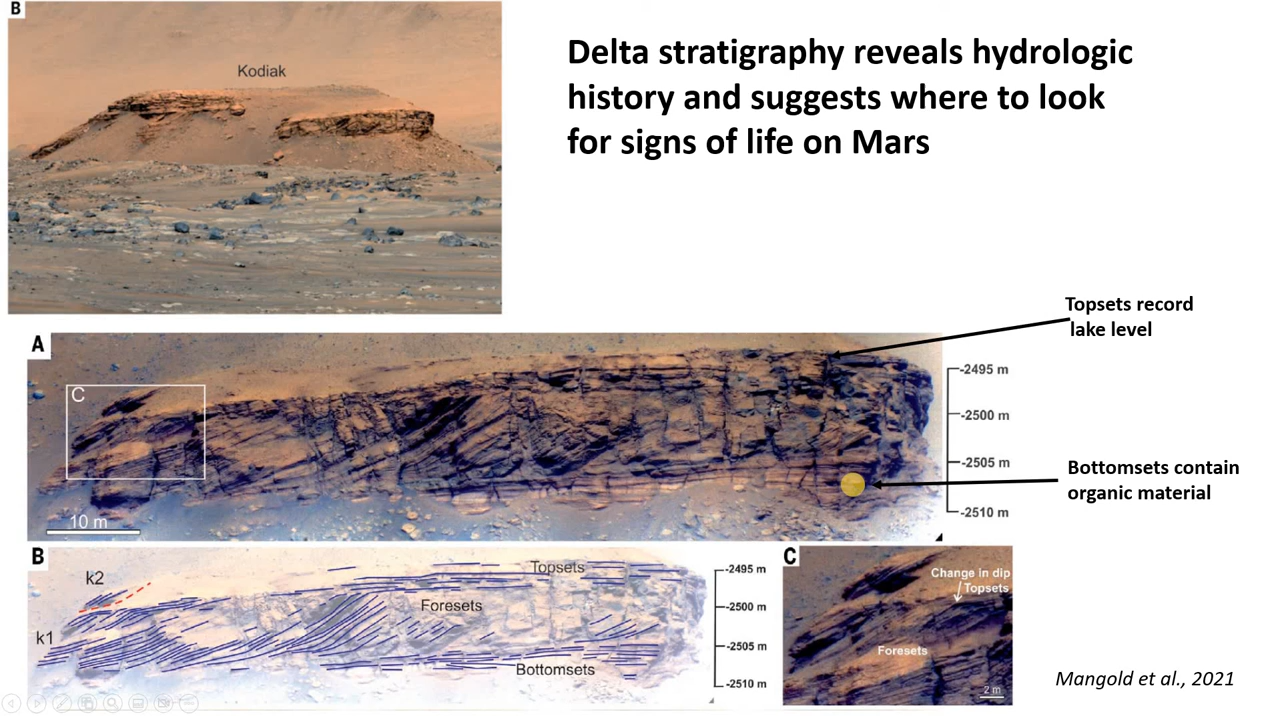 B
Kodiak
Delta stratigraphy reveals hydrologic
history and suggests where to look
for signs of life on Mars
Topsets record
lake level
A
C
10 m
-2495 m
-2500 m
-2505 m
-2510 m
Bottomsets contain
organic material
B
k2
k1
Topsets
Foresets
Bottomsets
-2495 m
-2500 m
-2505 m
-2510 m
C
Change in dip
Topsets
Foresets
2 m
Mangold et al., 2021